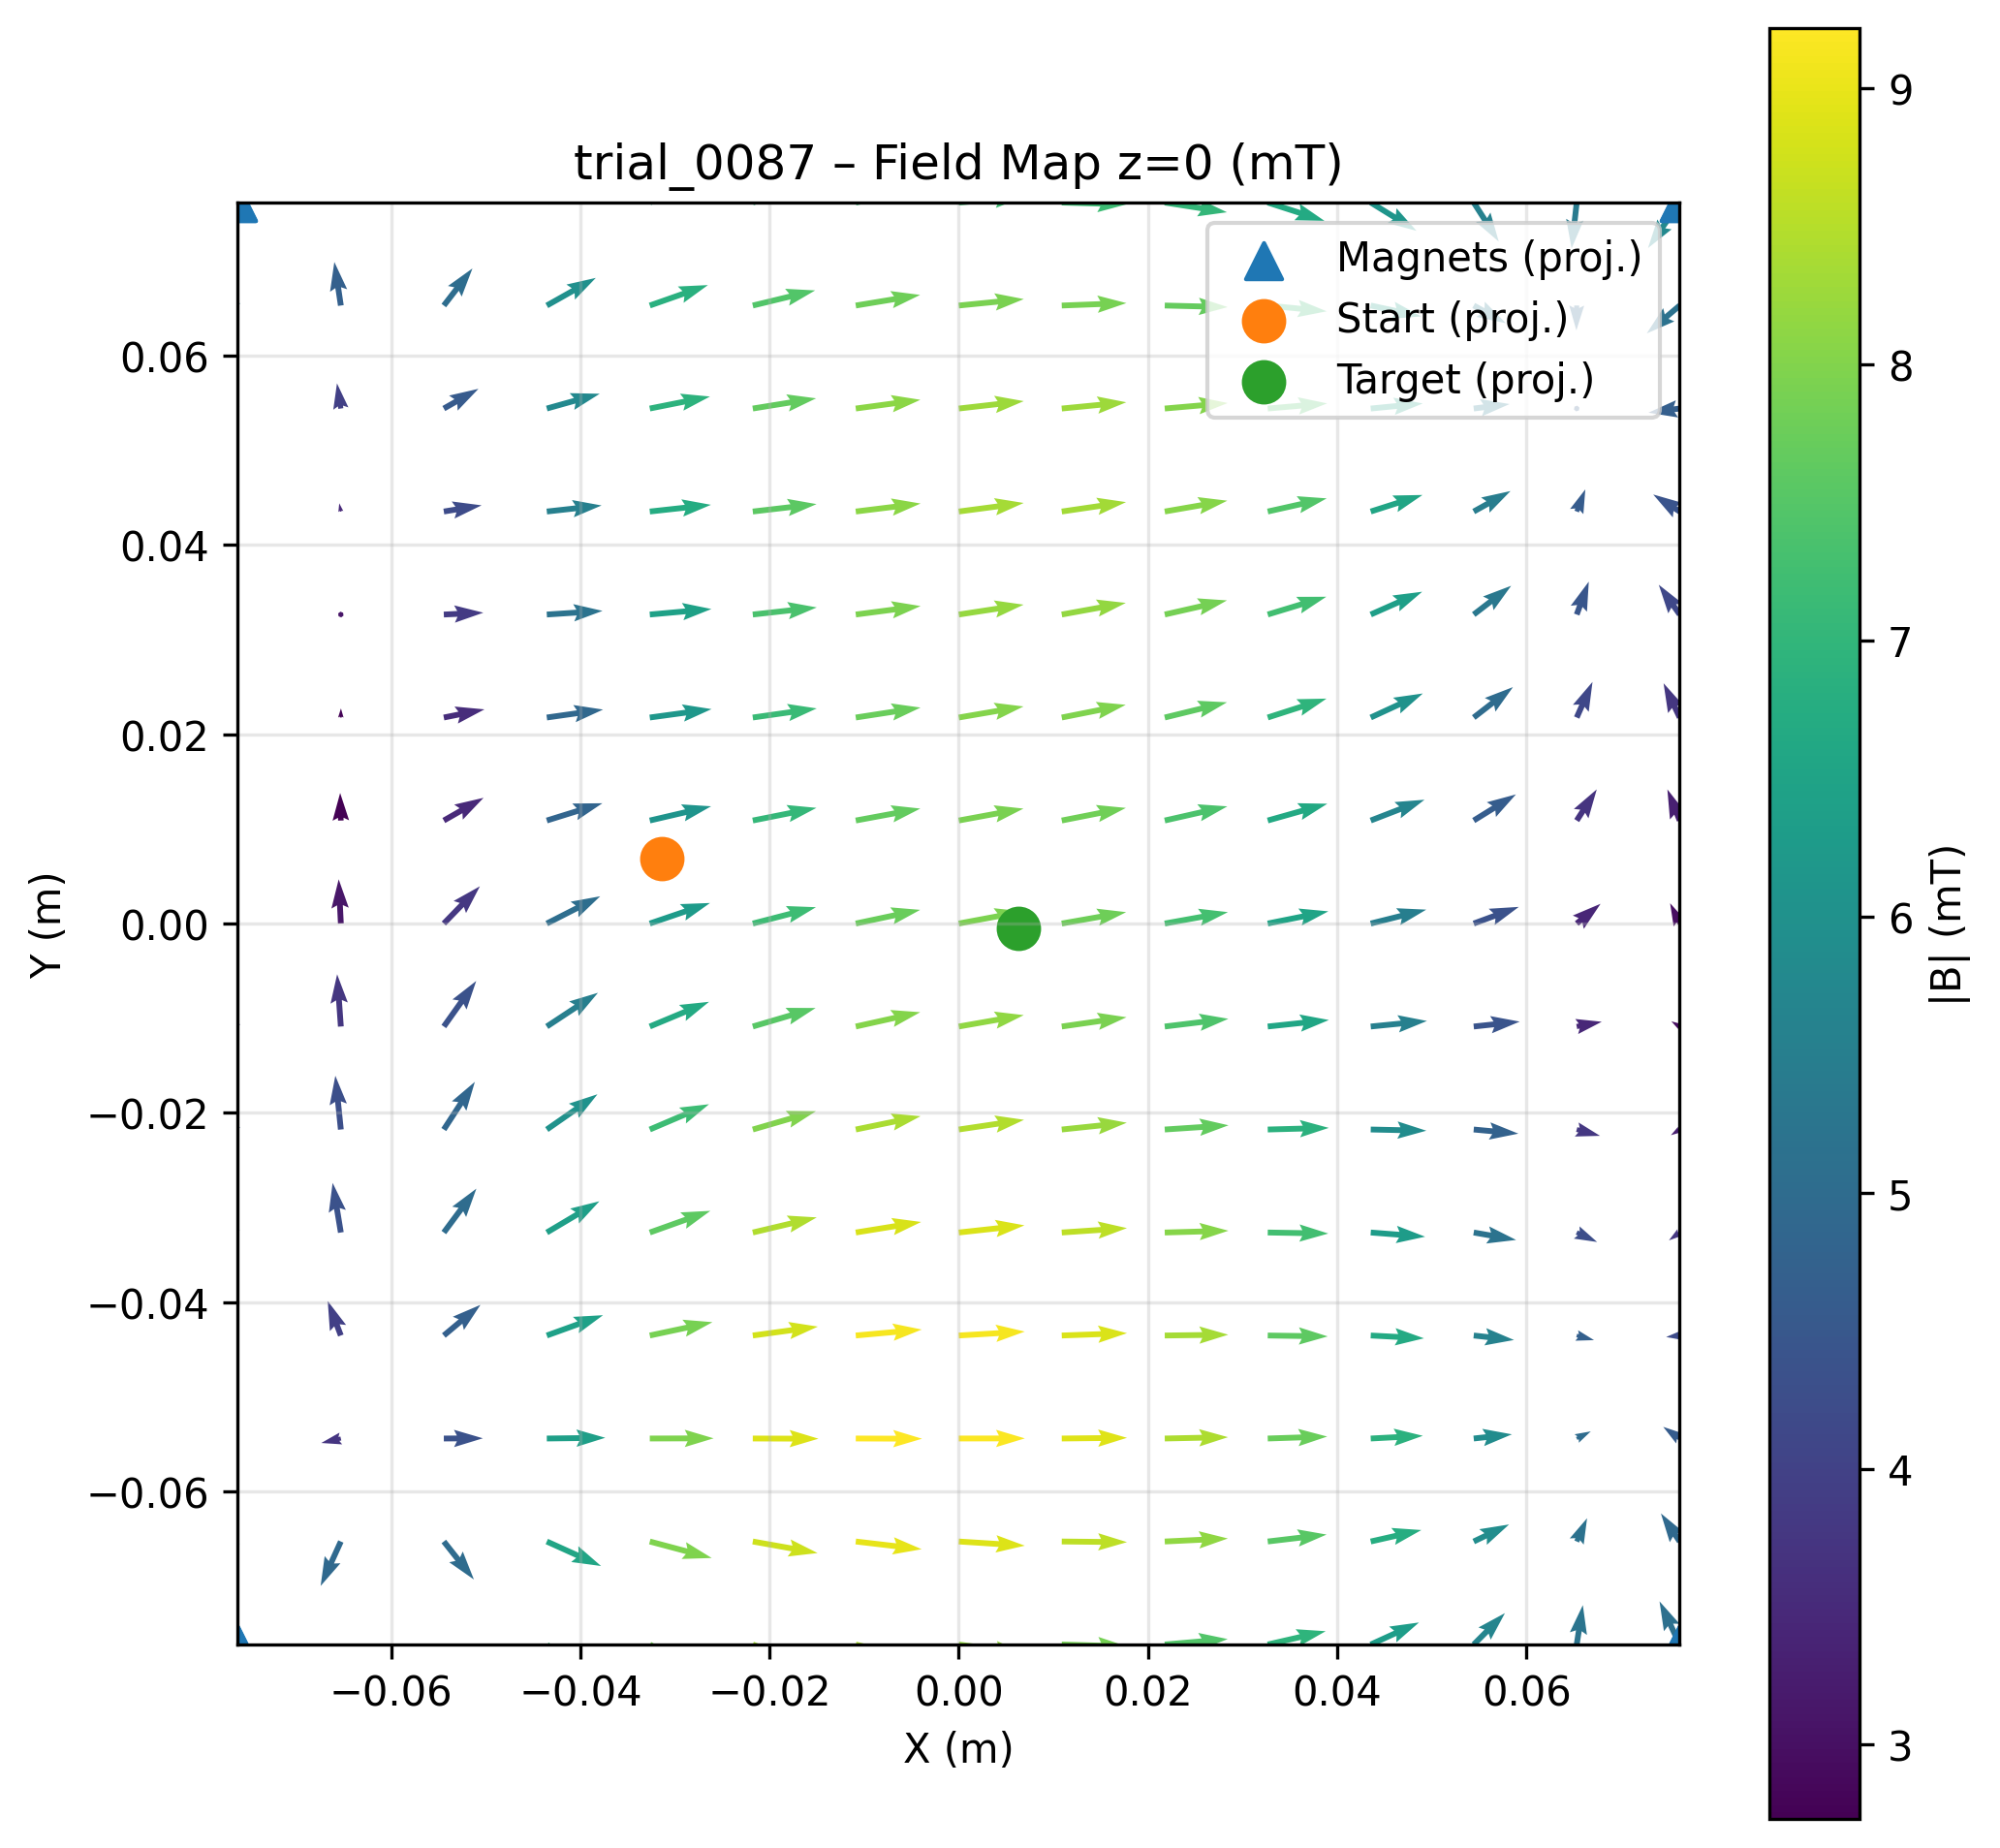 trial_0087 – Field Map z=0 (mT)
Magnets (proj.)
Start (proj.)
Target (proj.)
0.06
0.04
0.02
0.00
−0.02
−0.04
−0.06
Y (m)
−0.06 −0.04 −0.02 0.00 0.02 0.04 0.06
X (m)
9
8
7
6
5
4
3
|B| (mT)